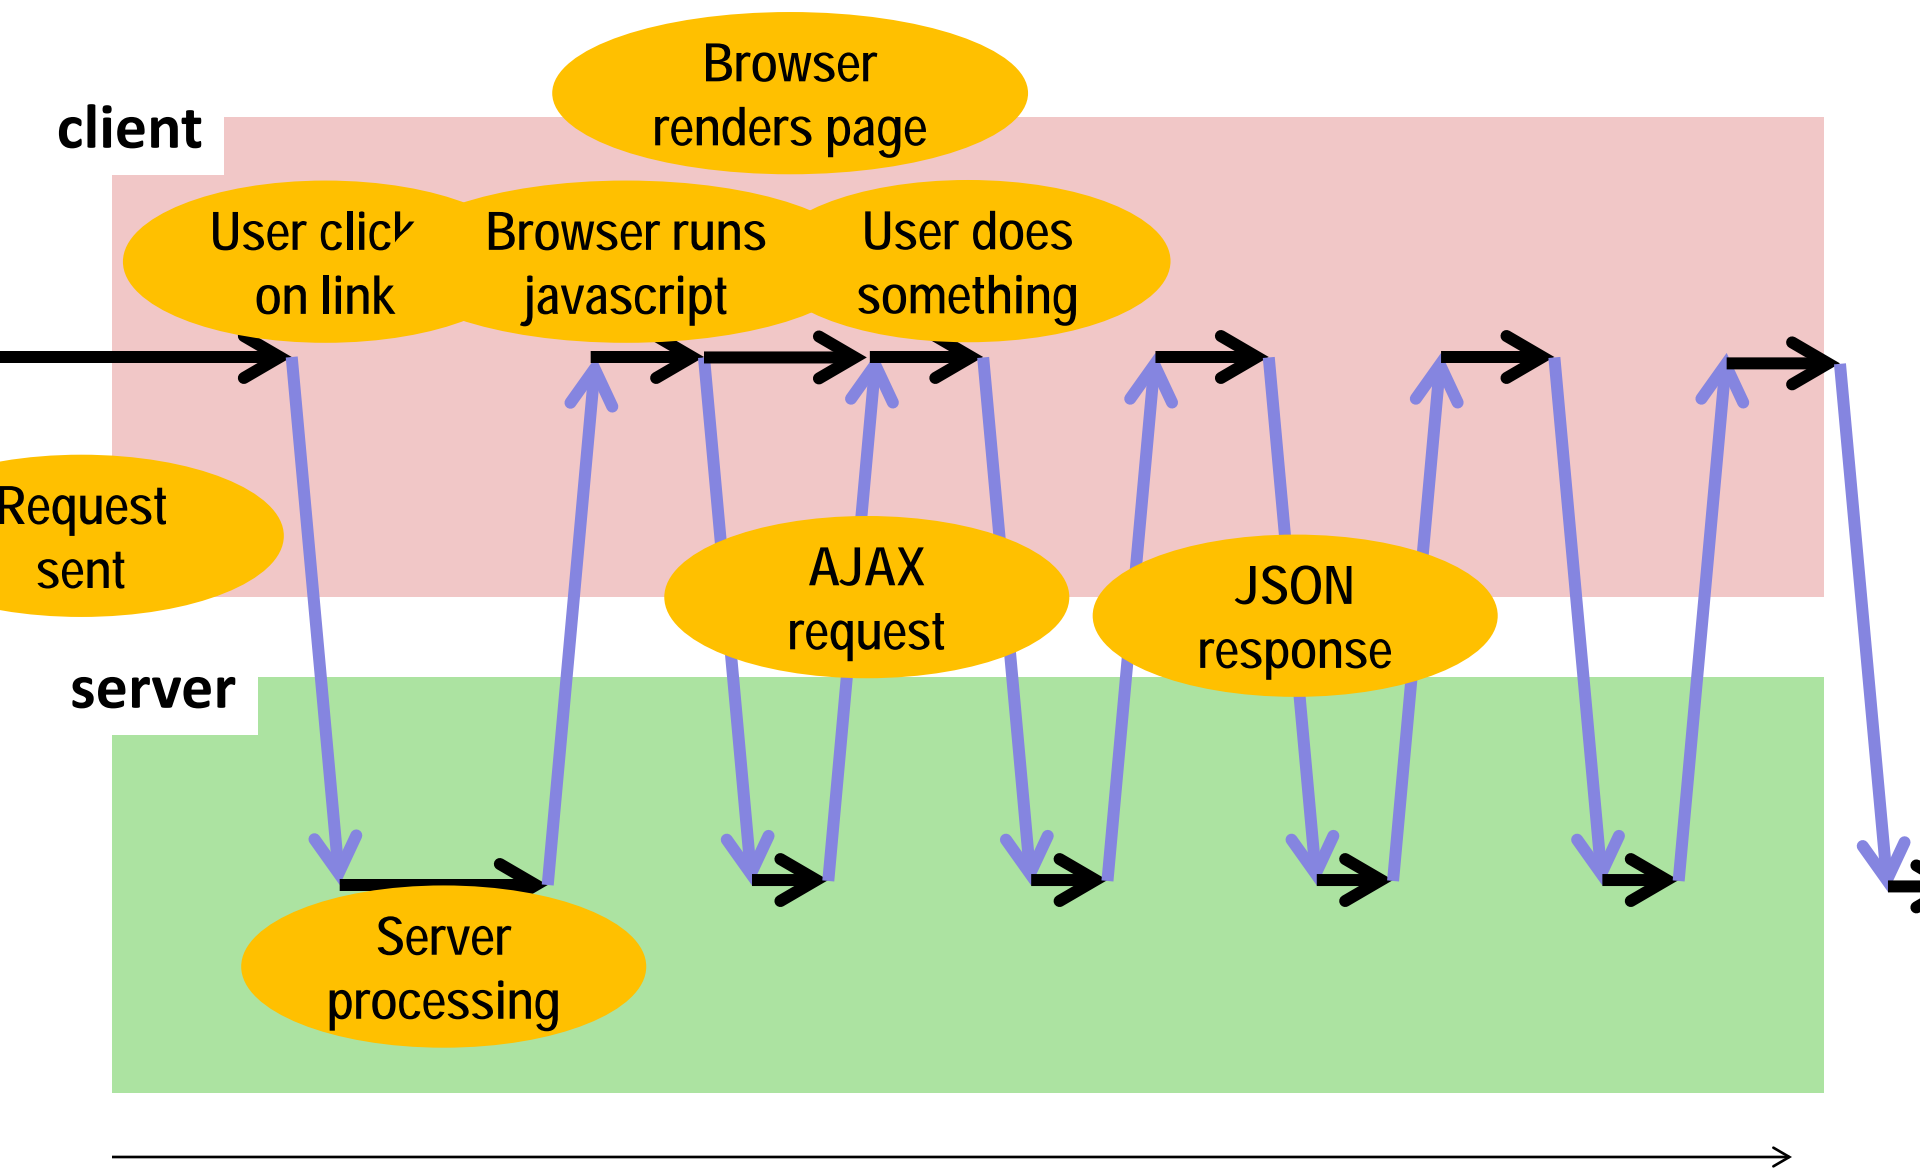 Browser
renders page
client
User click
on link
Browser runs
javascript
User does
something
Request
sent
AJAX
request
JSON
response
server
Server
processing